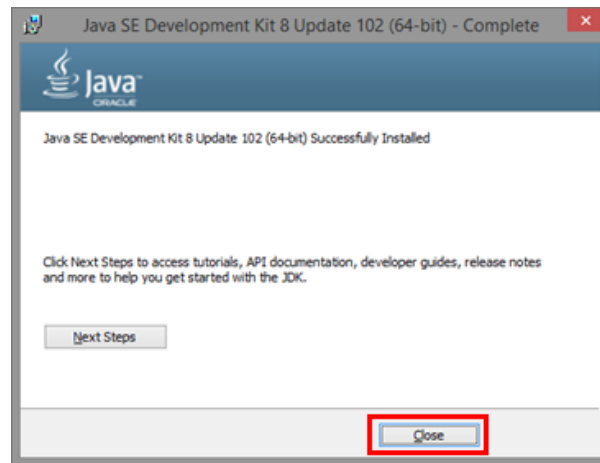 Java SE Development Kit 8 Update 102 (64-bit) - Complete
Java™
ORACLE
Java SE Development Kit 8 Update 102 (64-bit) Successfully Installed
Click Next Steps to access tutorials, API documentation, developer guides, release notes
and more to help you get started with the JDK.
Next Steps
Close